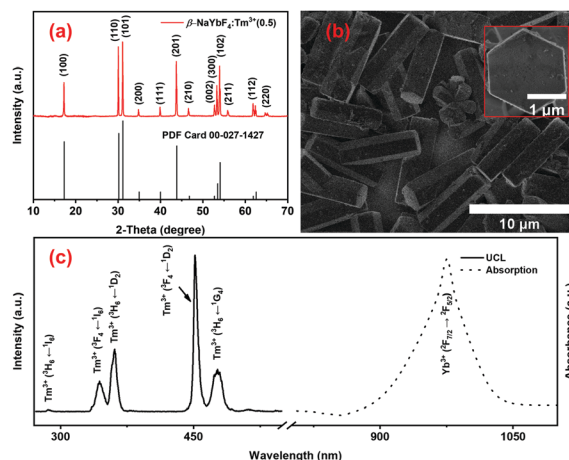 (a)
β-NaYbF4:Tm3+(0.5)
(100)
(110)
(101)
(200)
(111)
(201)
(210)
(002)
(300)
(102)
(211)
(112)
(220)
PDF Card 00-027-1427
Intensity (a.u.)
10 20 30 40 50 60 70
2-Theta (degree)
(b)
1 μm
10 μm
(c)
UCL
Absorption
Tm3+ (3H6←1I6)
Tm3+ (3F4←1I6)
Tm3+ (3H6←1D2)
Tm3+ (3F4←1D2)
Tm3+ (3H6←1G4)
Yb3+ (2F7/2→2F5/2)
Intensity (a.u.)
300 450 900 1050
Wavelength (nm)